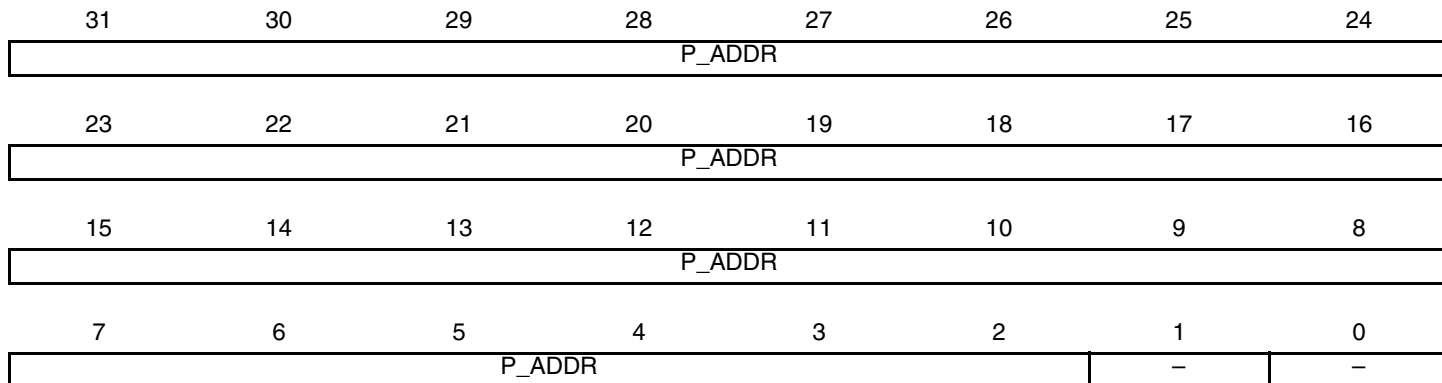 31 30 29 28 27 26 25 24
P_ADDR
23 22 21 20 19 18 17 16
P_ADDR
15 14 13 12 11 10 9 8
P_ADDR
7 6 5 4 3 2 1 0
P_ADDR – –